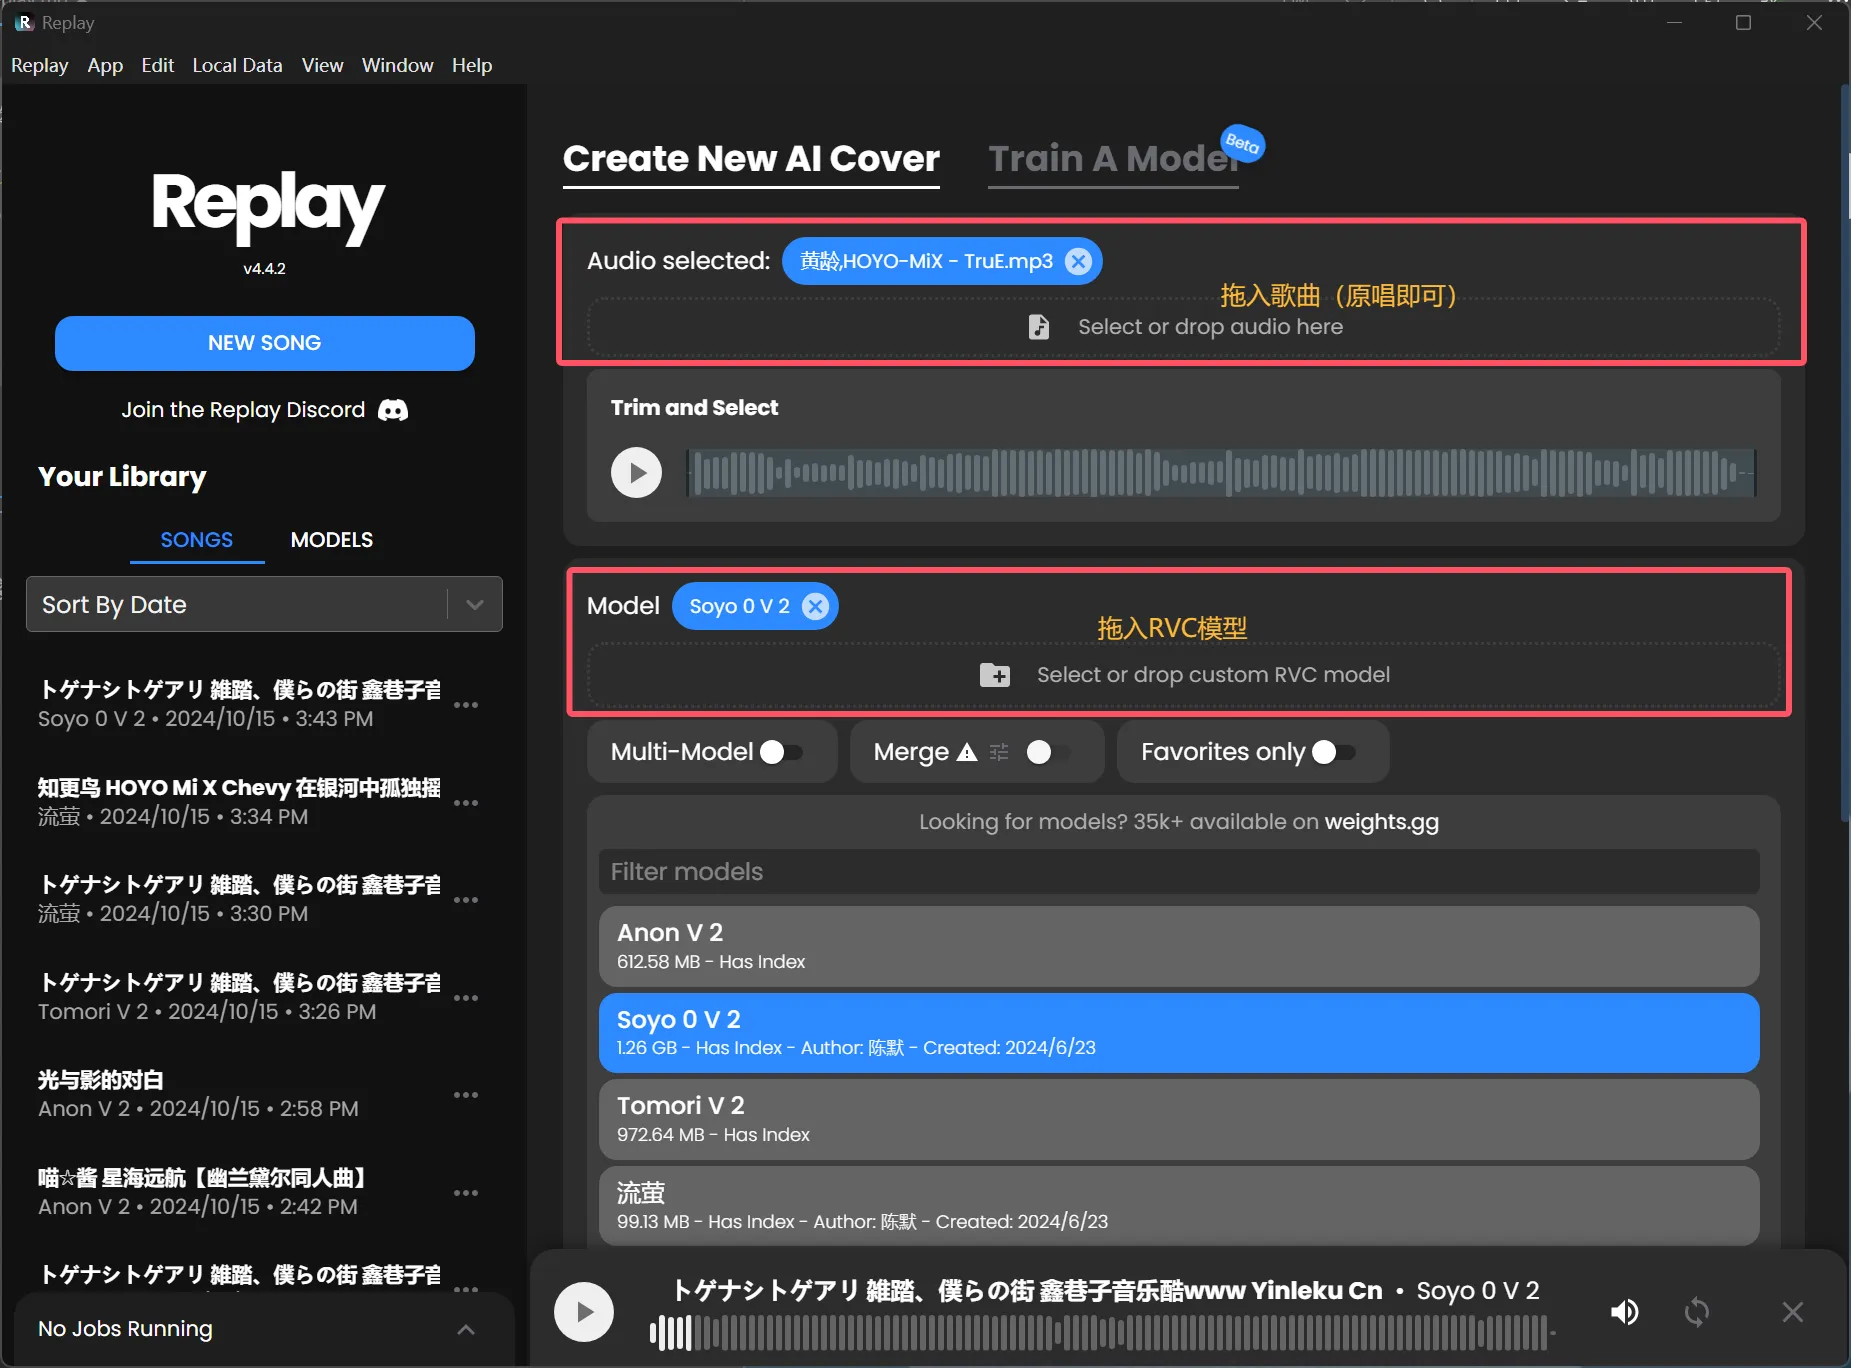 Replay
Replay App Edit Local Data View Window Help
Replay
v4.4.2
NEW SONG
Join the Replay Discord
Your Library
SONGS MODELS
Sort By Date
トゲナシトゲアリ 雑踏、僕らの街 鑫巷子音
Soyo 0 V 2 • 2024/10/15 • 3:43 PM
知更鸟 HOYO Mi X Chevy 在银河中孤独摇
流萤 • 2024/10/15 • 3:34 PM
トゲナシトゲアリ 雑踏、僕らの街 鑫巷子音
流萤 • 2024/10/15 • 3:30 PM
トゲナシトゲアリ 雑踏、僕らの街 鑫巷子音
Tomori V 2 • 2024/10/15 • 3:26 PM
光与影的对白
Anon V 2 • 2024/10/15 • 2:58 PM
喵☆酱 星海远航【幽兰黛尔同人曲】
Anon V 2 • 2024/10/15 • 2:42 PM
トゲナシトゲアリ 雑踏、僕らの街 鑫巷子音
No Jobs Running
Create New AI Cover Train A Model Beta
Audio selected: 黄龄,HOYO-MiX - TruE.mp3
拖入歌曲（原唱即可）
Select or drop audio here
Trim and Select
Model Soyo 0 V 2
拖入RVC模型
Select or drop custom RVC model
Multi-Model Merge Favorites only
Looking for models? 35k+ available on weights.gg
Filter models
Anon V 2
612.58 MB - Has Index
Soyo 0 V 2
1.26 GB - Has Index - Author: 陈默 - Created: 2024/6/23
Tomori V 2
972.64 MB - Has Index
流萤
99.13 MB - Has Index - Author: 陈默 - Created: 2024/6/23
トゲナシトゲアリ 雑踏、僕らの街 鑫巷子音乐酷www Yinleku Cn • Soyo 0 V 2